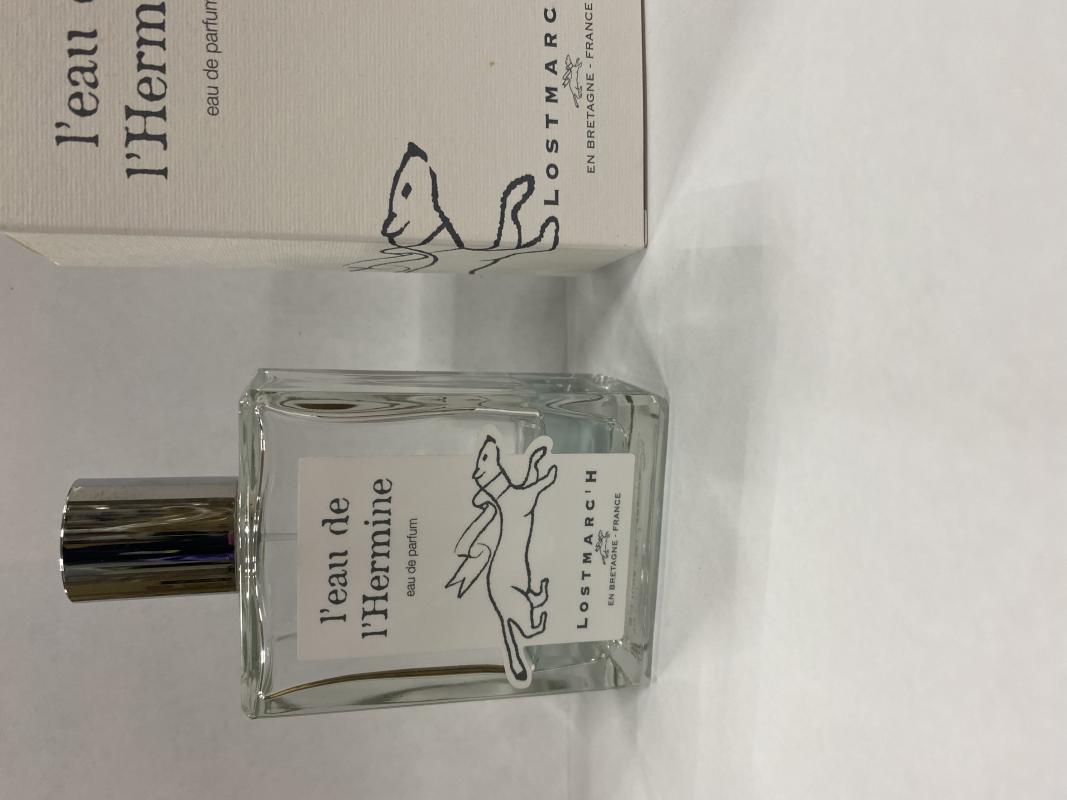 l'eau
l'Herm
eau de parfum
LOSTMARC
EN BRETAGNE - FRANCE
l'eau de
l'Hermine
eau de parfum
LOSTMARC'H
EN BRETAGNE - FRANCE